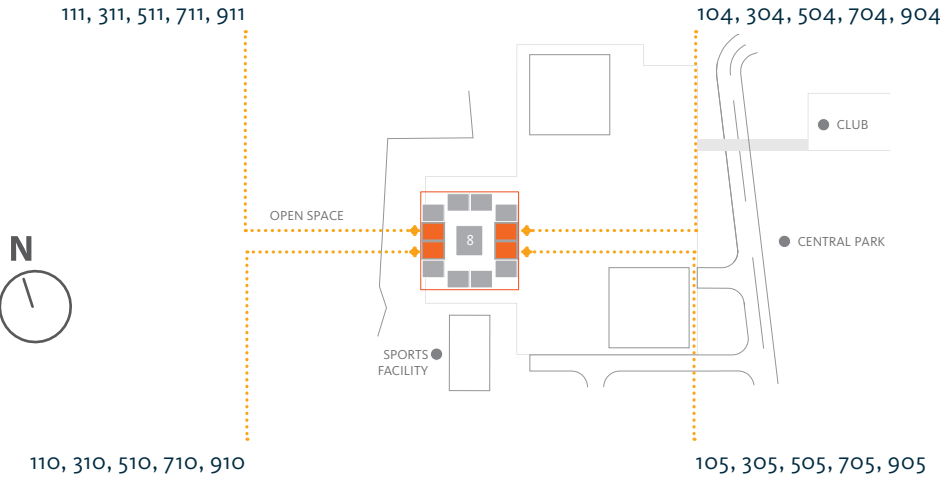 111, 311, 511, 711, 911
104, 304, 504, 704, 904
CLUB
OPEN SPACE
N
8
CENTRAL PARK
SPORTS
FACILITY
110, 310, 510, 710, 910
105, 305, 505, 705, 905